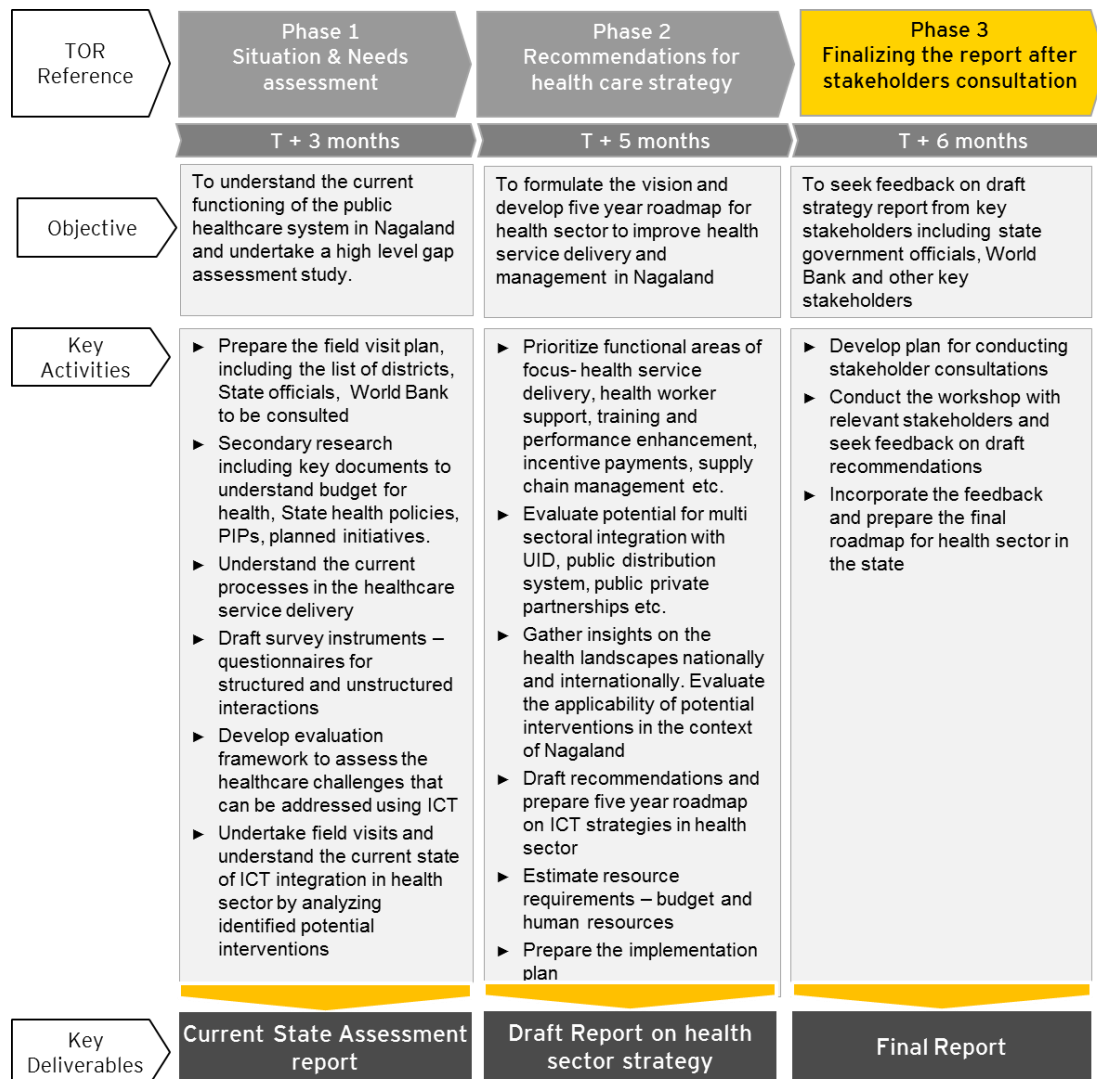 TOR
Reference
Phase 1
Situation & Needs
assessment
Phase 2
Recommendations for
health care strategy
Phase 3
Finalizing the report after
stakeholders consultation
T + 3 months
T + 5 months
T + 6 months
Objective
To understand the current
functioning of the public
healthcare system in Nagaland
and undertake a high level gap
assessment study.
To formulate the vision and
develop five year roadmap for
health sector to improve health
service delivery and
management in Nagaland
To seek feedback on draft
strategy report from key
stakeholders including state
government officials, World
Bank and other key
stakeholders
Key
Activities
► Prepare the field visit plan,
including the list of districts,
State officials, World Bank
to be consulted
► Secondary research
including key documents to
understand budget for
health, State health policies,
PIPs, planned initiatives.
► Understand the current
processes in the healthcare
service delivery
► Draft survey instruments –
questionnaires for
structured and unstructured
interactions
► Develop evaluation
framework to assess the
healthcare challenges that
can be addressed using ICT
► Undertake field visits and
understand the current state
of ICT integration in health
sector by analyzing
identified potential
interventions
► Prioritize functional areas of
focus- health service
delivery, health worker
support, training and
performance enhancement,
incentive payments, supply
chain management etc.
► Evaluate potential for multi
sectoral integration with
UID, public distribution
system, public private
partnerships etc.
► Gather insights on the
health landscapes nationally
and internationally. Evaluate
the applicability of potential
interventions in the context
of Nagaland
► Draft recommendations and
prepare five year roadmap
on ICT strategies in health
sector
► Estimate resource
requirements – budget and
human resources
► Prepare the implementation
plan
► Develop plan for conducting
stakeholder consultations
► Conduct the workshop with
relevant stakeholders and
seek feedback on draft
recommendations
► Incorporate the feedback
and prepare the final
roadmap for health sector in
the state
Key
Deliverables
Current State Assessment
report
Draft Report on health
sector strategy
Final Report